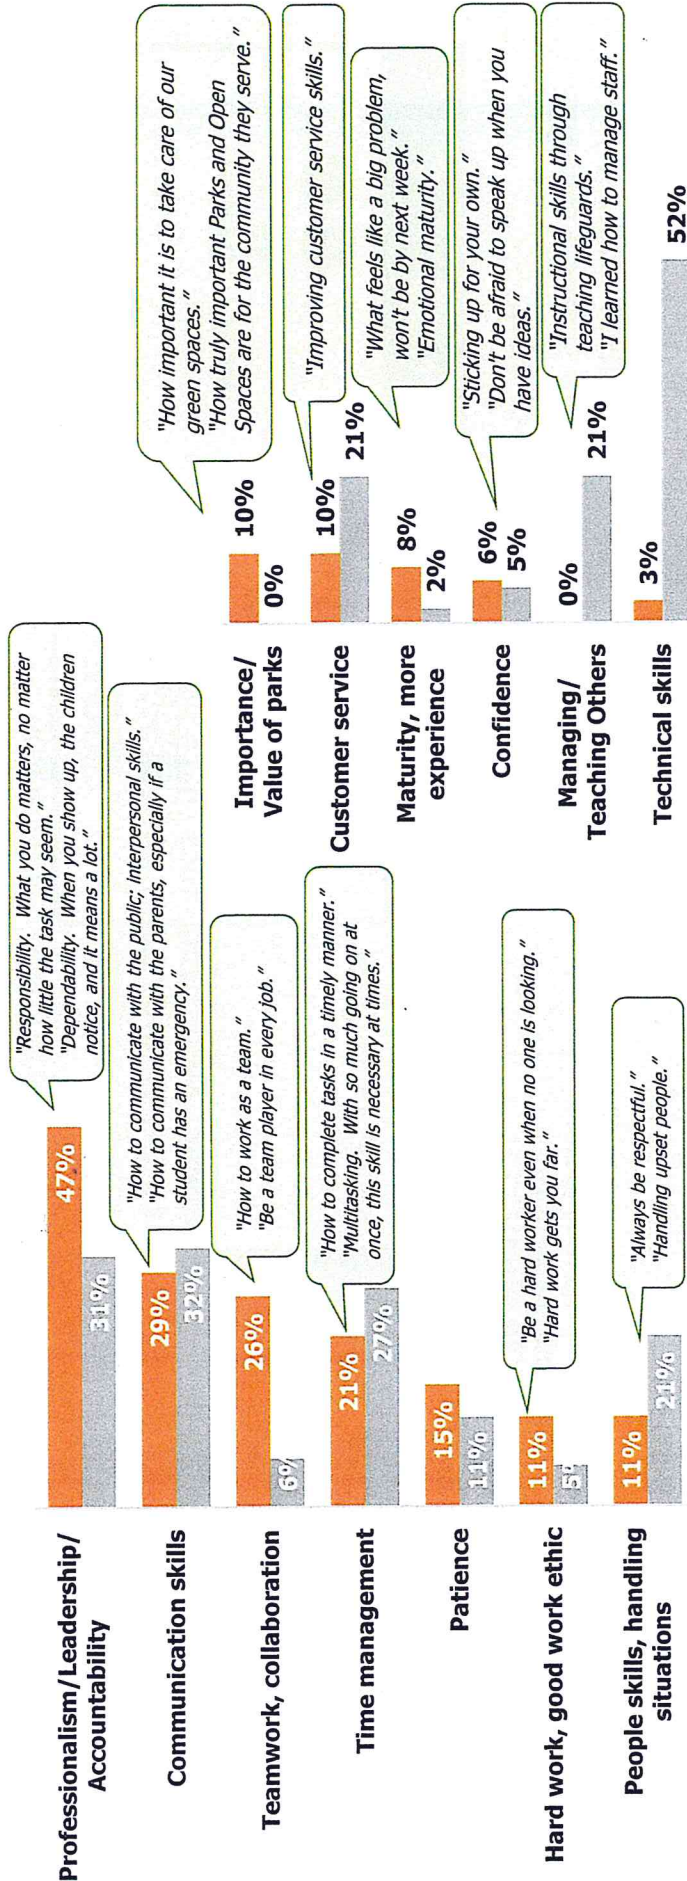 Professionalism/Leadership/
Accountability
47%
31%
"Responsibility. What you do matters, no matter
how little the task may seem."
"Dependability. When you show up, the children
notice, and it means a lot."
Communication skills
29%
32%
"How to communicate with the public; interpersonal skills."
"How to communicate with the parents, especially if a
student has an emergency."
Teamwork, collaboration
26%
6%
"How to work as a team."
"Be a team player in every job."
Time management
21%
27%
"How to complete tasks in a timely manner."
"Multitasking. With so much going on at
once, this skill is necessary at times."
Patience
15%
11%
Hard work, good work ethic
11%
5%
"Be a hard worker even when no one is looking."
"Hard work gets you far."
People skills, handling
situations
11%
21%
"Always be respectful."
"Handling upset people."
Importance/
Value of parks
10%
0%
"How important it is to take care of our
green spaces."
"How truly important Parks and Open
Spaces are for the community they serve."
Customer service
10%
21%
"Improving customer service skills."
Maturity, more
experience
8%
2%
"What feels like a big problem,
won't be by next week."
"Emotional maturity."
Confidence
6%
5%
"Sticking up for your own."
"Don't be afraid to speak up when you
have ideas."
Managing/
Teaching Others
0%
21%
"Instructional skills through
teaching lifeguards."
"I learned how to manage staff."
Technical skills
3%
52%